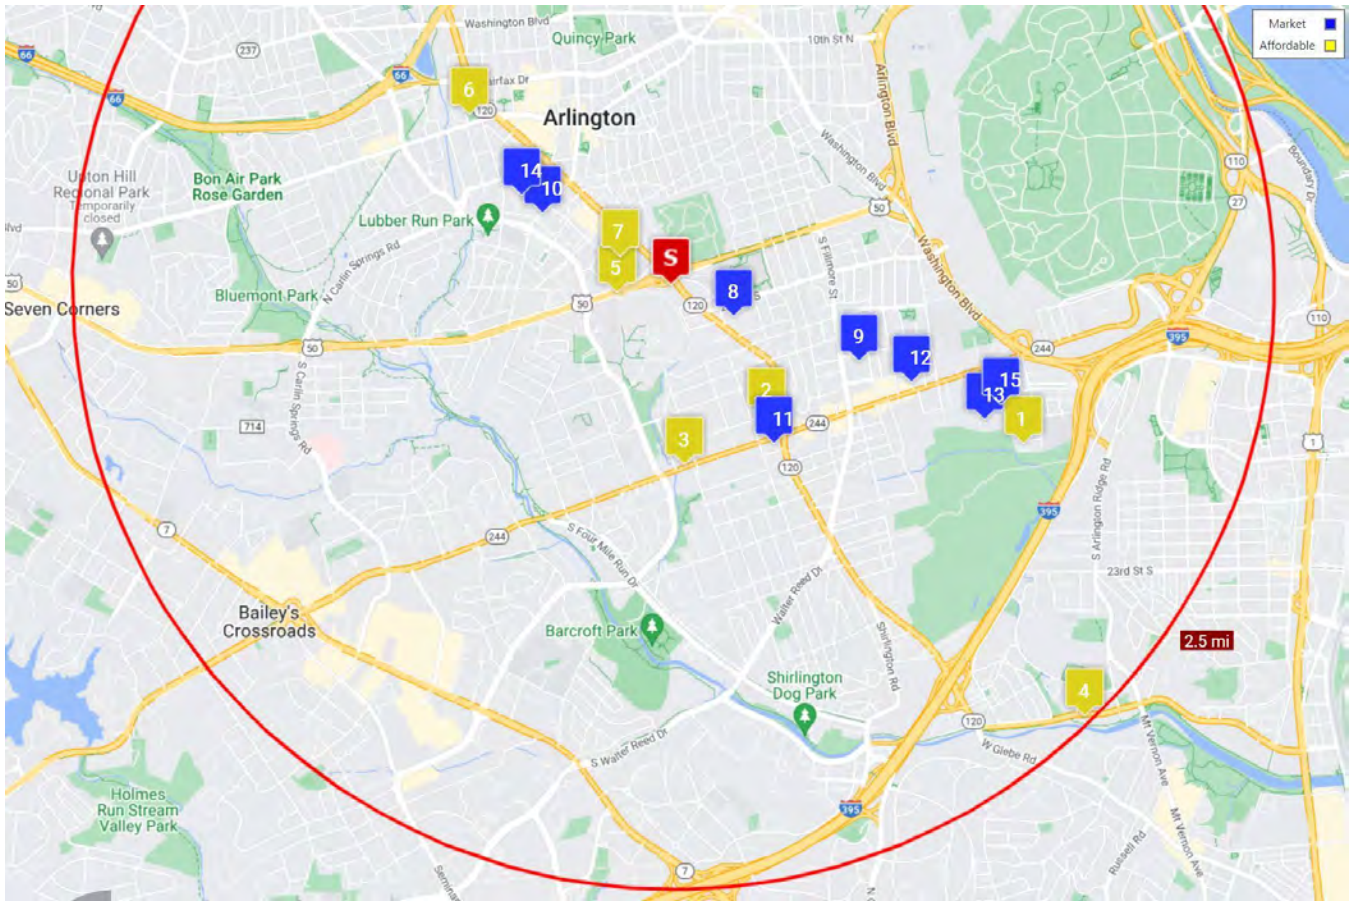 Washington Blvd
Washington Blvd
Quincy Park
10th St N
Market
Affordable
237
66
66
66
Fairfax Dr
6
120
Arlington
Arlington Blvd
Washington Blvd
110
Boundary Dr
Upton Hill
Regional Park
Temporarily
closed
Bon Air Park
Rose Garden
14
10
27
50
Lubber Run Park
7
S
5
N Carlin Springs Rd
S Fillmore St
Washington Blvd
50
Bluemont Park
50
8
120
Seven Corners
110
395
50
9
12
244
S Carlin Springs Rd
2
15
13
1
11
244
3
714
1
120
S Arlington Ridge Rd
395
7
244
S Four Mile Run Dr
23rd St S
Walter Reed Dr
Bailey's
Crossroads
Barcroft Park
Shirlington Rd
2.5 mi
Shirlington
Dog Park
4
120
W Glebe Rd
Mt Vernon Ave
S Walter Reed Dr
Holmes
Run Stream
Valley Park
395
Mt Vernon Ave
Russell Rd
7